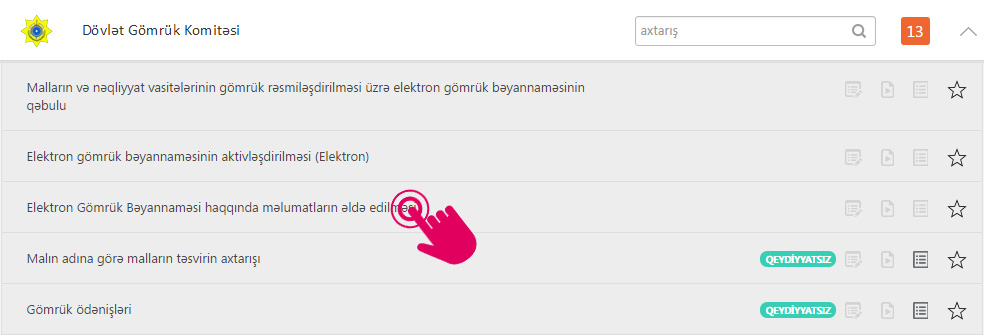 Dövlət Gömrük Komitəsi
axtarış
13
Malların və nəqliyyat vasitələrinin gömrük rəsmiləşdirilməsi üzrə elektron gömrük bəyannaməsinin
qəbulu
Elektron gömrük bəyannaməsinin aktivləşdirilməsi (Elektron)
Elektron Gömrük Bəyannaməsi haqqında məlumatların əldə edilməsi
Malın adına görə malların təsvirin axtarışı
QEYDİYYATSIZ
Gömrük ödənişləri
QEYDİYYATSIZ